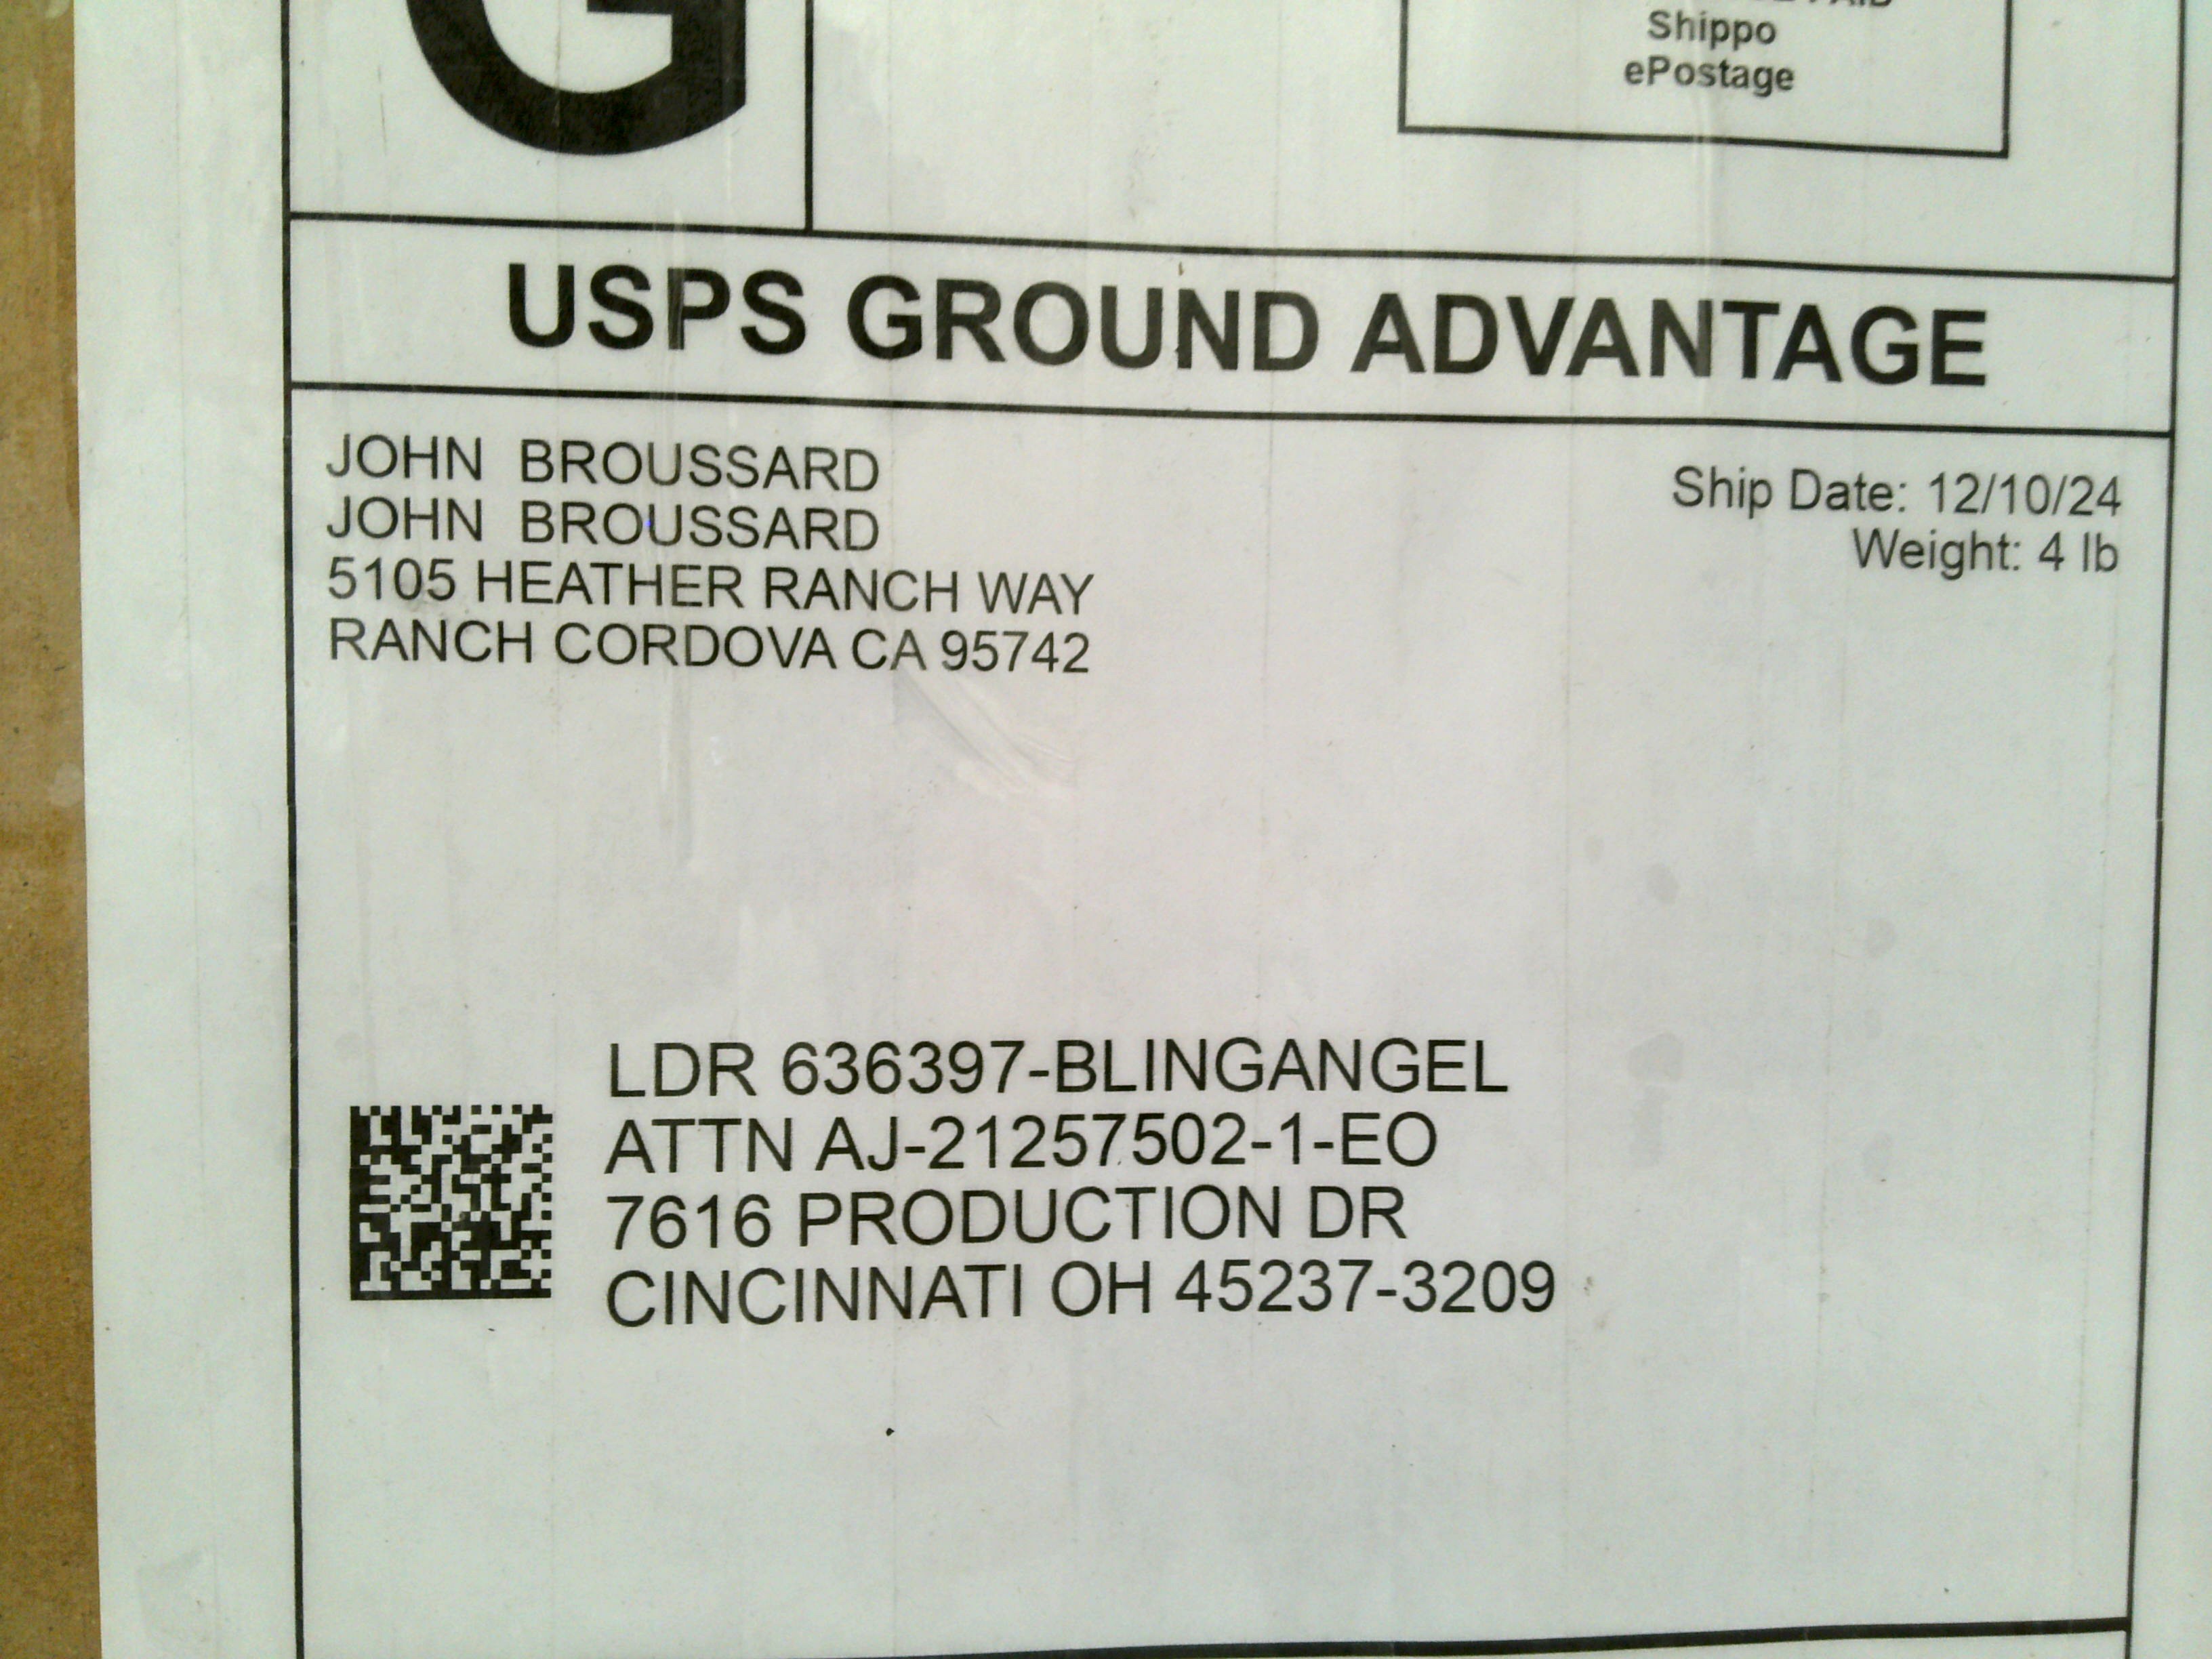 G
PAID
Shippo
ePostage
USPS GROUND ADVANTAGE
JOHN BROUSSARD
JOHN BROUSSARD
5105 HEATHER RANCH WAY
RANCH CORDOVA CA 95742
Ship Date: 12/10/24
Weight: 4 lb
LDR 636397-BLINGANGEL
ATTN AJ-21257502-1-EO
7616 PRODUCTION DR
CINCINNATI OH 45237-3209